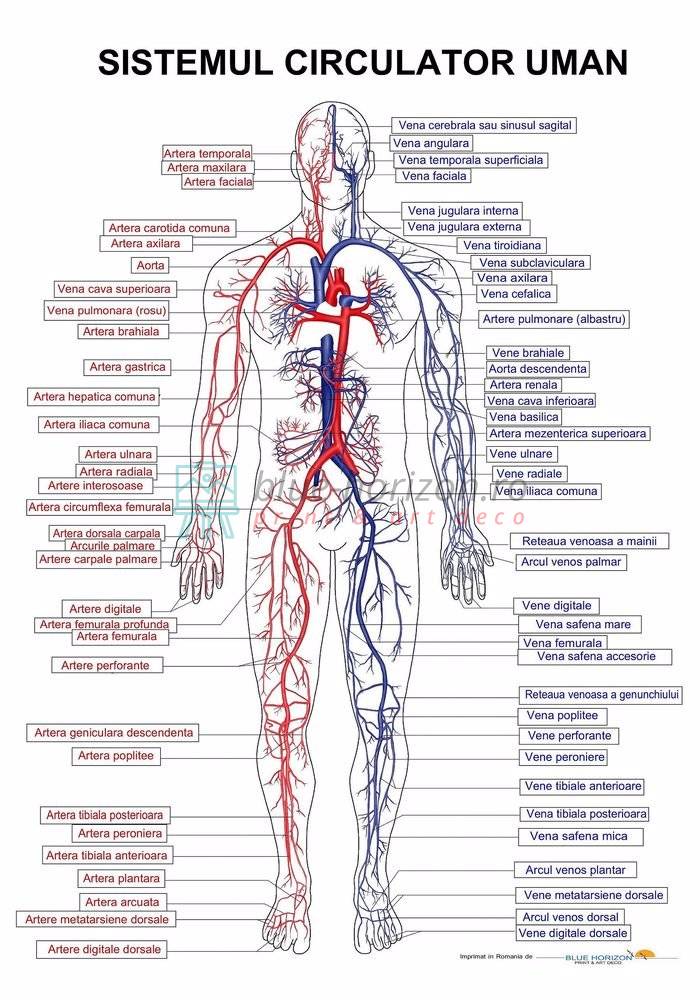 SISTEMUL CIRCULATOR UMAN
Artera temporala
Artera maxilara
Artera faciala
Artera carotida comuna
Artera axilara
Aorta
Vena cava superioara
Vena pulmonara (rosu)
Artera brahiala
Artera gastrica
Artera hepatica comuna
Artera iliaca comuna
Artera ulnara
Artera radiala
Artere interosoase
Artera circumflexa femurala
Artera dorsala carpala
Arcurile palmare
Artere carpale palmare
Artere digitale
Artera femurala profunda
Artera femurala
Artere perforante
Artera geniculara descendenta
Artera poplitee
Artera tibiala posterioara
Artera peroniera
Artera tibiala anterioara
Artera plantara
Artera arcuata
Artere metatarsiene dorsale
Artere digitale dorsale
Vena cerebrala sau sinusul sagital
Vena angulara
Vena temporala superficiala
Vena faciala
Vena jugulara interna
Vena jugulara externa
Vena tiroidiana
Vena subclaviculara
Vena axilara
Vena cefalica
Artere pulmonare (albastru)
Vene brahiale
Aorta descendenta
Artera renala
Vena cava inferioara
Vena basilica
Artera mezenterica superioara
Vene ulnare
Vene radiale
Vena iliaca comuna
Reteaua venoasa a mainii
Arcul venos palmar
Vene digitale
Vena safena mare
Vena femurala
Vena safena accesorie
Reteaua venoasa a genunchiului
Vena poplitee
Vene perforante
Vene peroniere
Vene tibiale anterioare
Vena tibiala posterioara
Vena safena mica
Arcul venos plantar
Vene metatarsiene dorsale
Arcul venos dorsal
Vene digitale dorsale
blue-horizon.ro
print & art deco
Imprimat in Romania de
BLUE HORIZON
PRINT & ART DECO